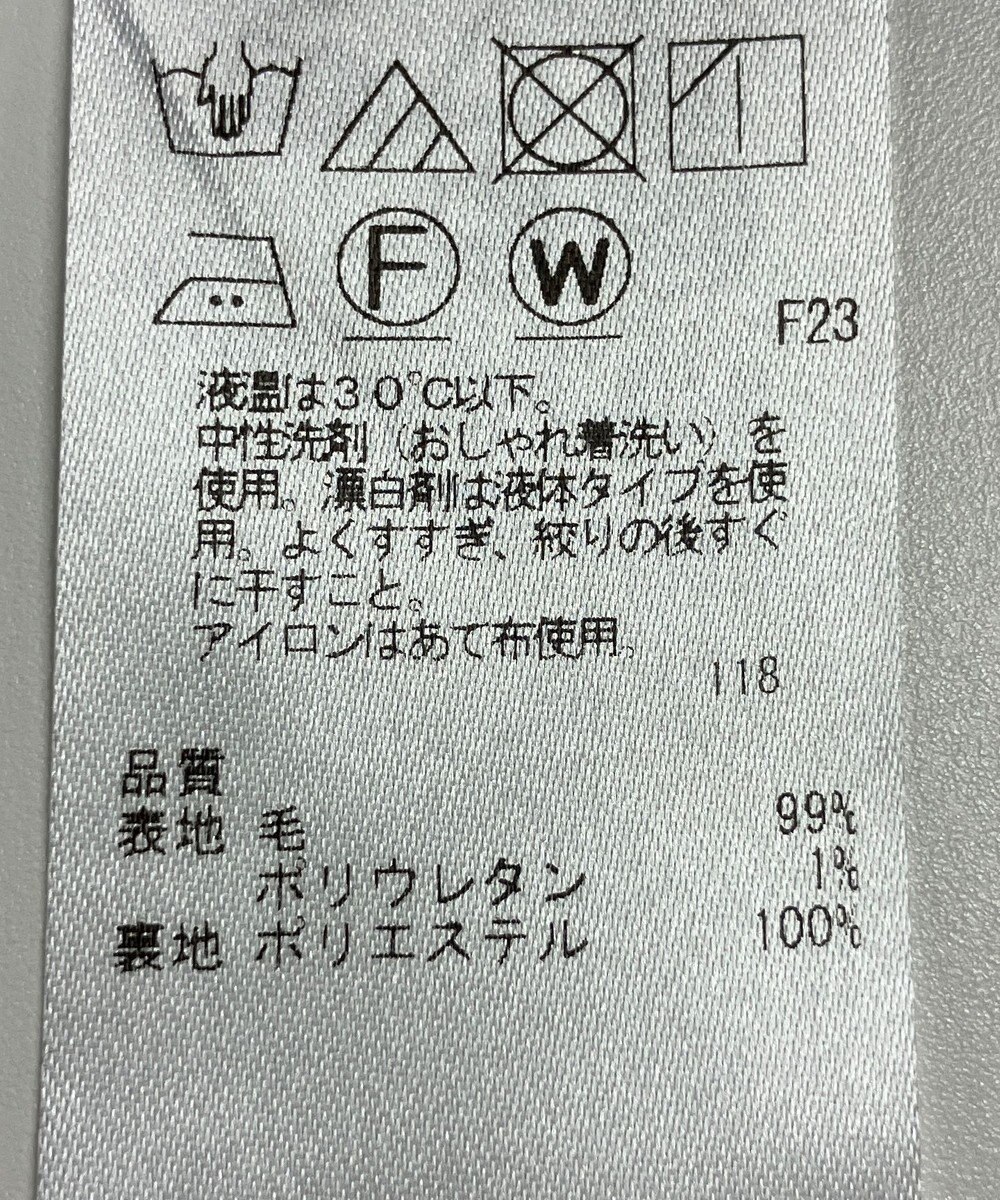 F
W
F23
液温は30℃以下。
中性洗剤（おしゃれ着洗い）を
使用。漂白剤は液体タイプを使
用。よくすすぎ、絞りの後すぐ
に干すこと。
アイロンはあて布使用。
118
品質
表地 毛 99%
ポリウレタン 1%
裏地 ポリエステル 100%